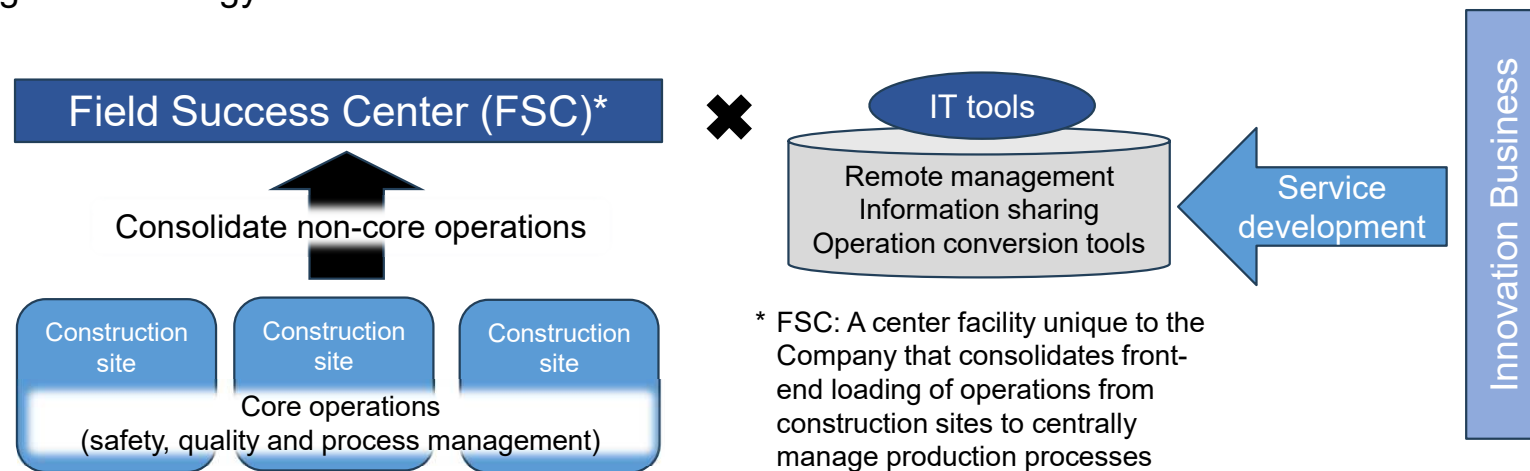 Field Success Center (FSC)*
Consolidate non-core operations
Construction
site
Construction
site
Construction
site
Core operations
(safety, quality and process management)
IT tools
Remote management
Information sharing
Operation conversion tools
Service
development
Innovation Business
* FSC: A center facility unique to the
Company that consolidates front-
end loading of operations from
construction sites to centrally
manage production processes